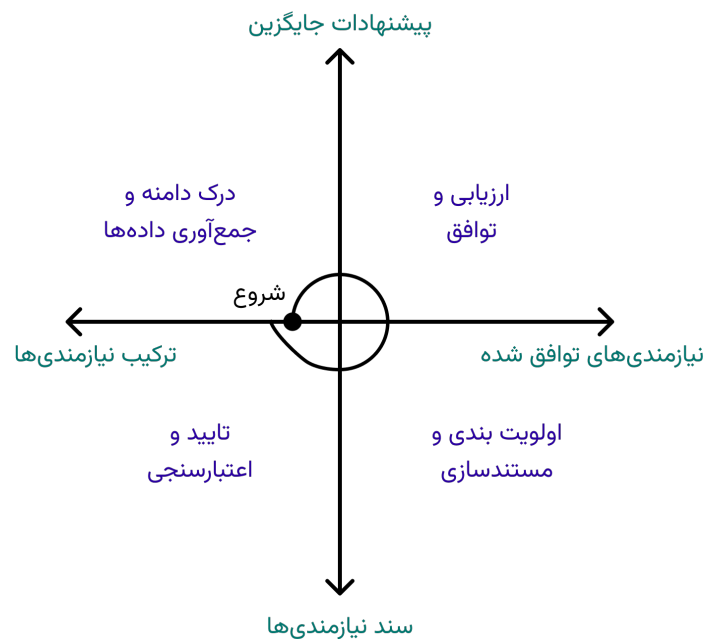 پیشنهادات جایگزین
ارزیابی و
توافق
درک دامنه و
جمع‌آوری داده‌ها
شروع
نیازمندی‌های توافق شده
ترکیب نیازمندی‌ها
اولویت بندی و
مستندسازی
تایید و
اعتبارسنجی
سند نیازمندی‌ها